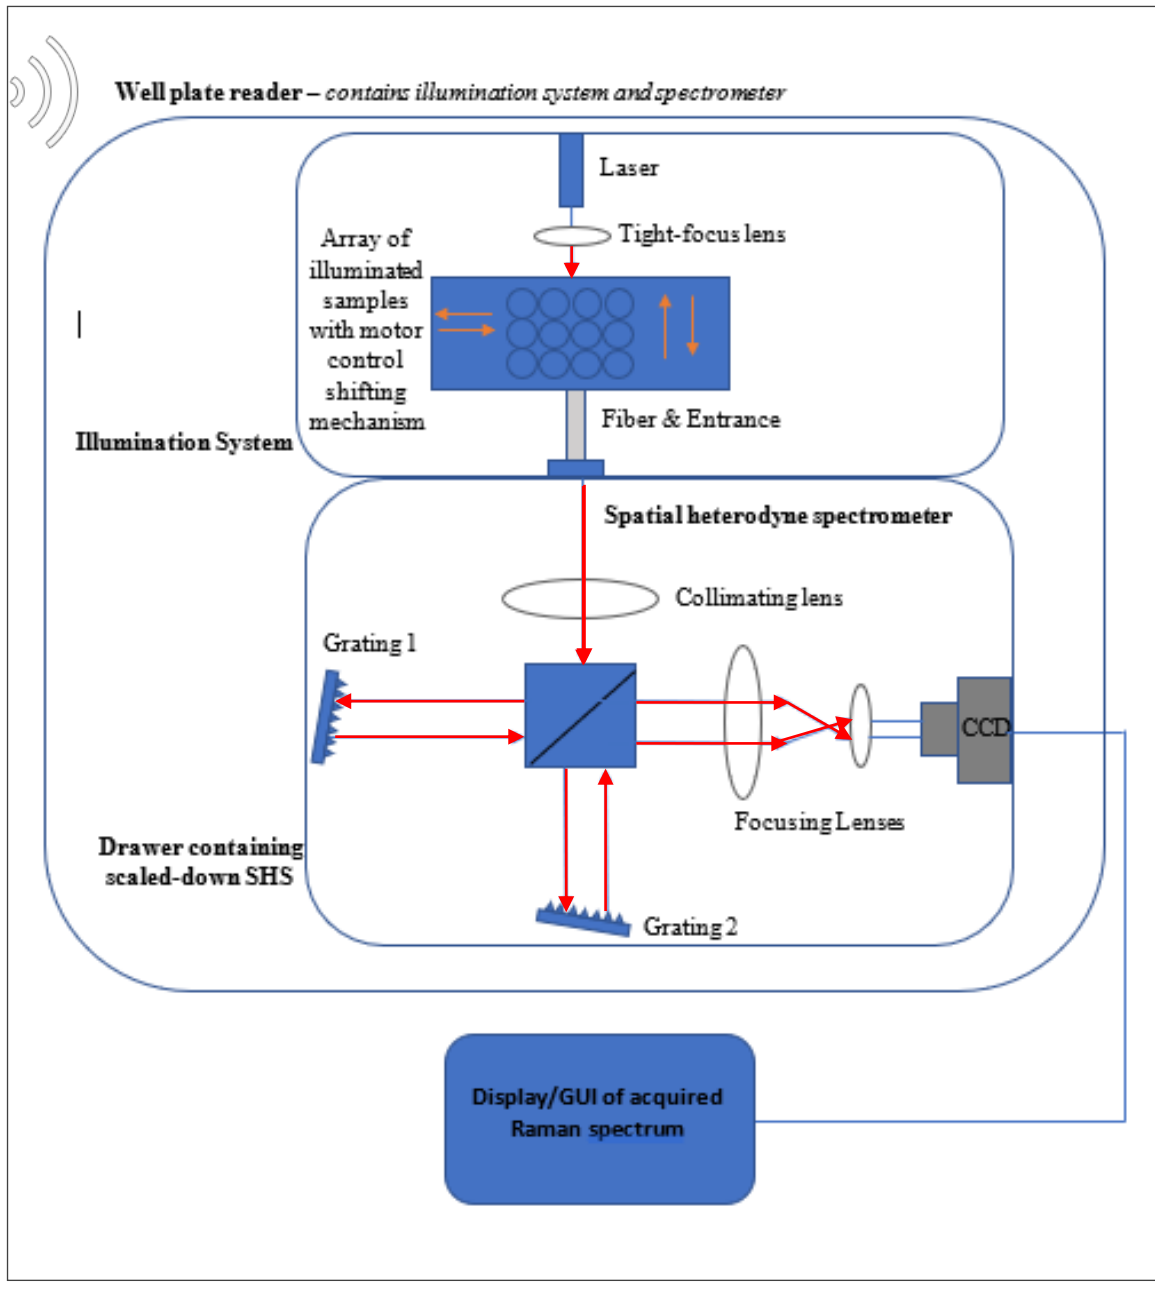 Well plate reader – contains illumination system and spectrometer
Laser
Tight-focus lens
Array of
illuminated
samples
with motor
control
shifting
mechanism
Fiber & Entrance
Illumination System
Spatial heterodyne spectrometer
Collimating lens
Grating 1
CCD
Focusing Lenses
Drawer containing
scaled-down SHS
Grating 2
Display/GUI of acquired
Raman spectrum